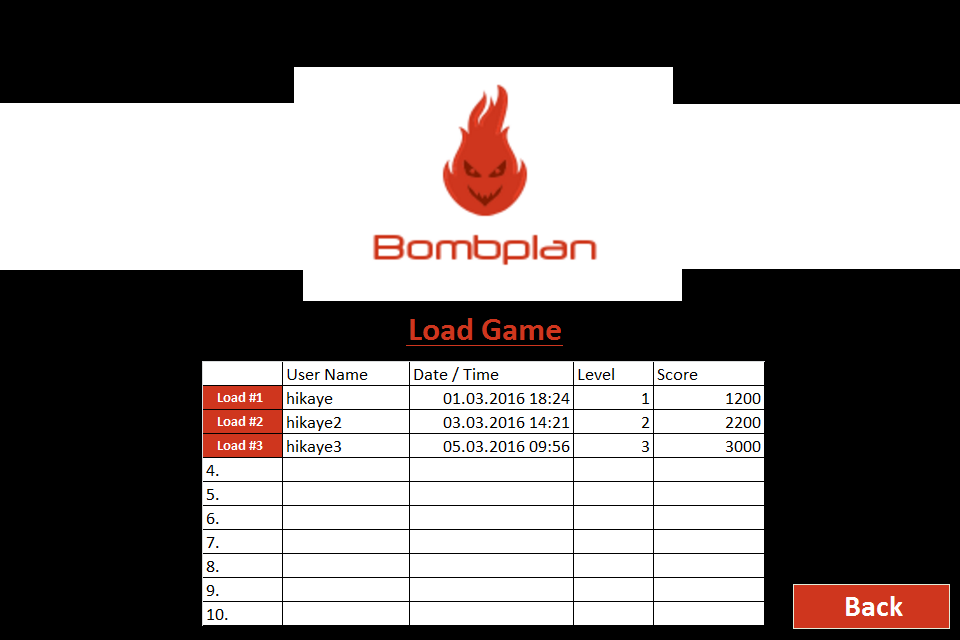 Bombplan
Load Game
User Name Date / Time Level Score
Load #1 hikaye 01.03.2016 18:24 1 1200
Load #2 hikaye2 03.03.2016 14:21 2 2200
Load #3 hikaye3 05.03.2016 09:56 3 3000
4.
5.
6.
7.
8.
9.
10.
Back